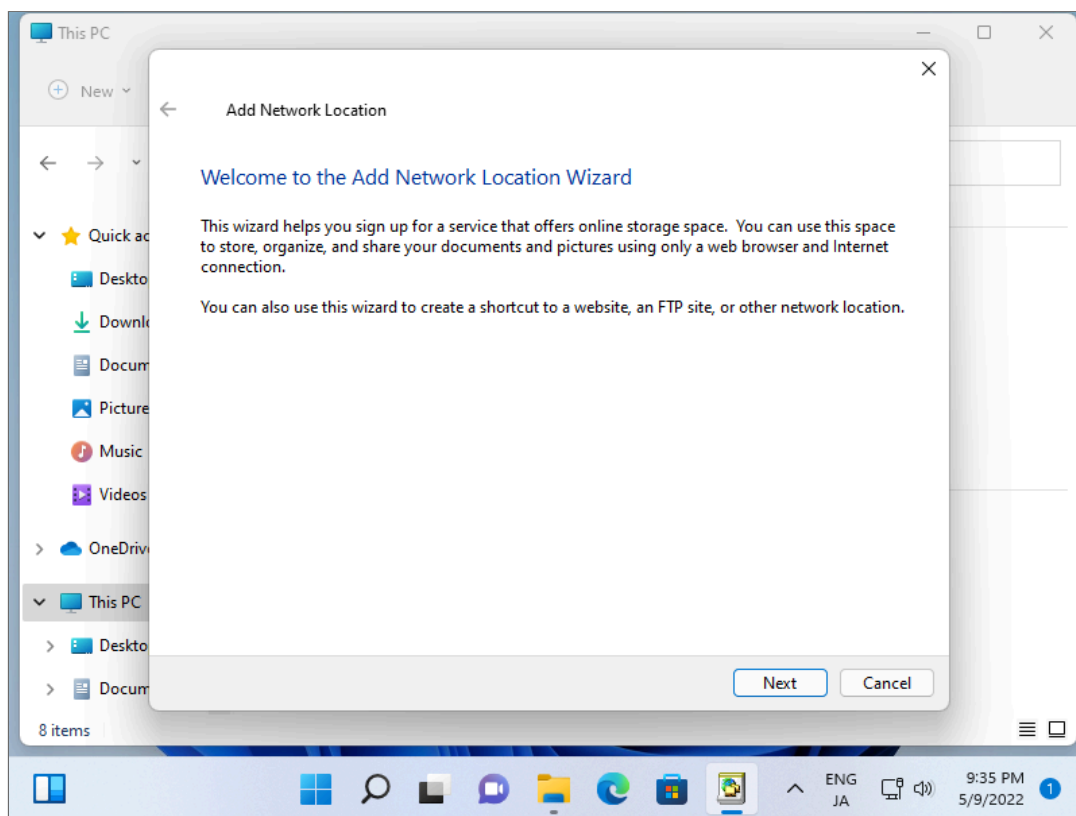 This PC
New
Add Network Location
Welcome to the Add Network Location Wizard
This wizard helps you sign up for a service that offers online storage space.  You can use this space
to store, organize, and share your documents and pictures using only a web browser and Internet
connection.
You can also use this wizard to create a shortcut to a website, an FTP site, or other network location.
Quick ac
Deskto
Downlo
Docum
Picture
Music
Videos
OneDriv
This PC
Deskto
Docum
Next
Cancel
8 items
ENG
JA
9:35 PM
5/9/2022
1